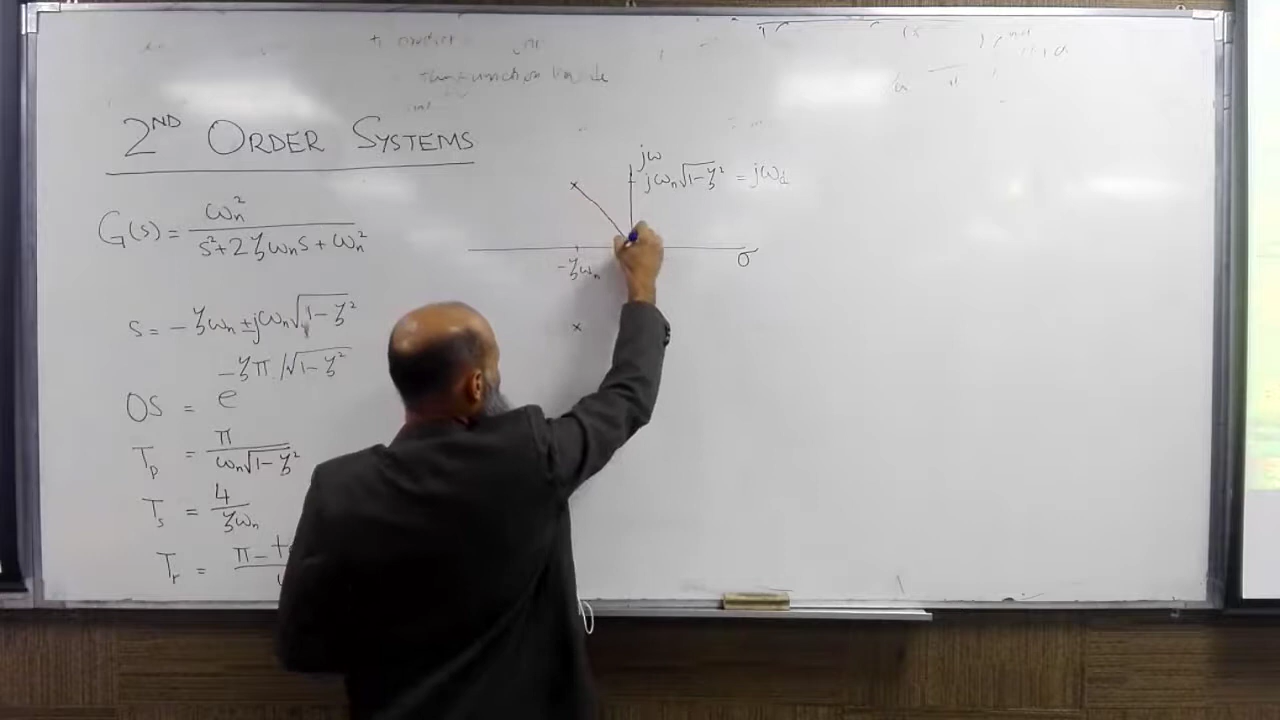 2ND ORDER SYSTEMS
G(s) = ωn² / s²+2ζωns+ωn²
s = -ζωn ± jωn√1-ζ²
OS = e -ζπ/√1-ζ²
Tp = π / ωn√1-ζ²
Ts = 4 / ζωn
Tr = π -
jω
jωn√1-ζ² = jωd
-ζωn
σ